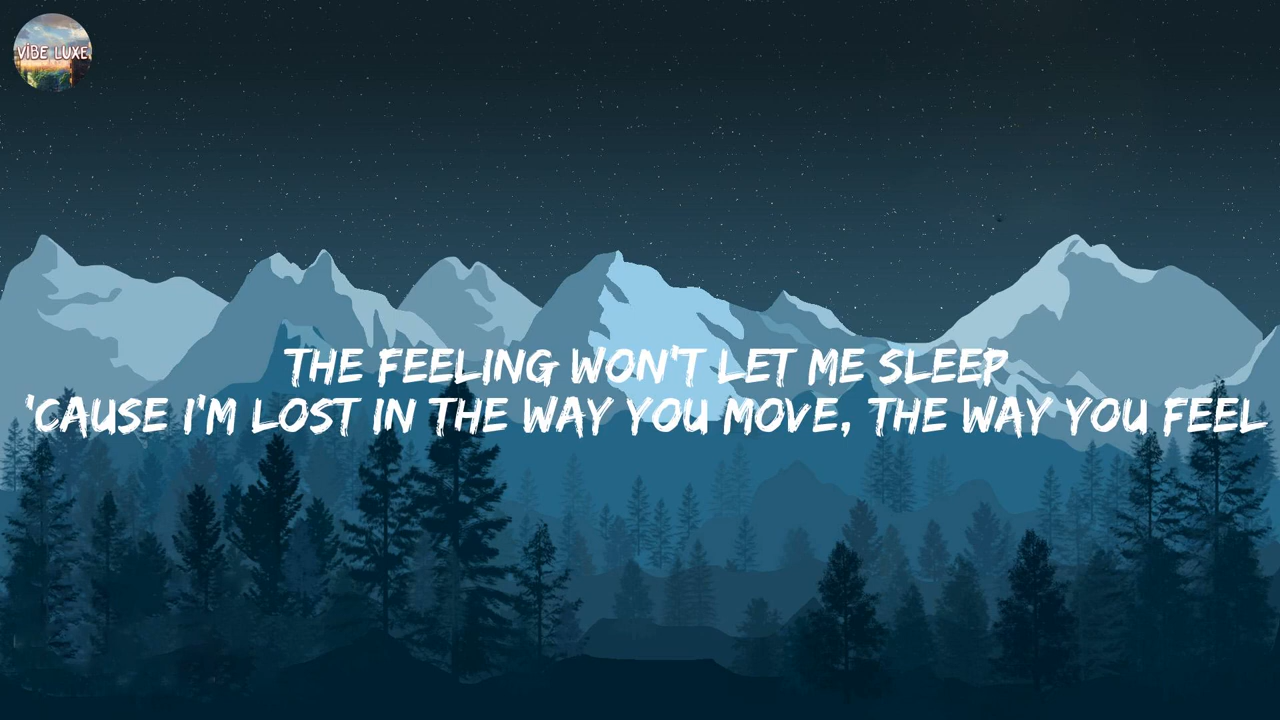 VIBE LUXE
THE FEELING WON'T LET ME SLEEP
'CAUSE I'M LOST IN THE WAY YOU MOVE, THE WAY YOU FEEL